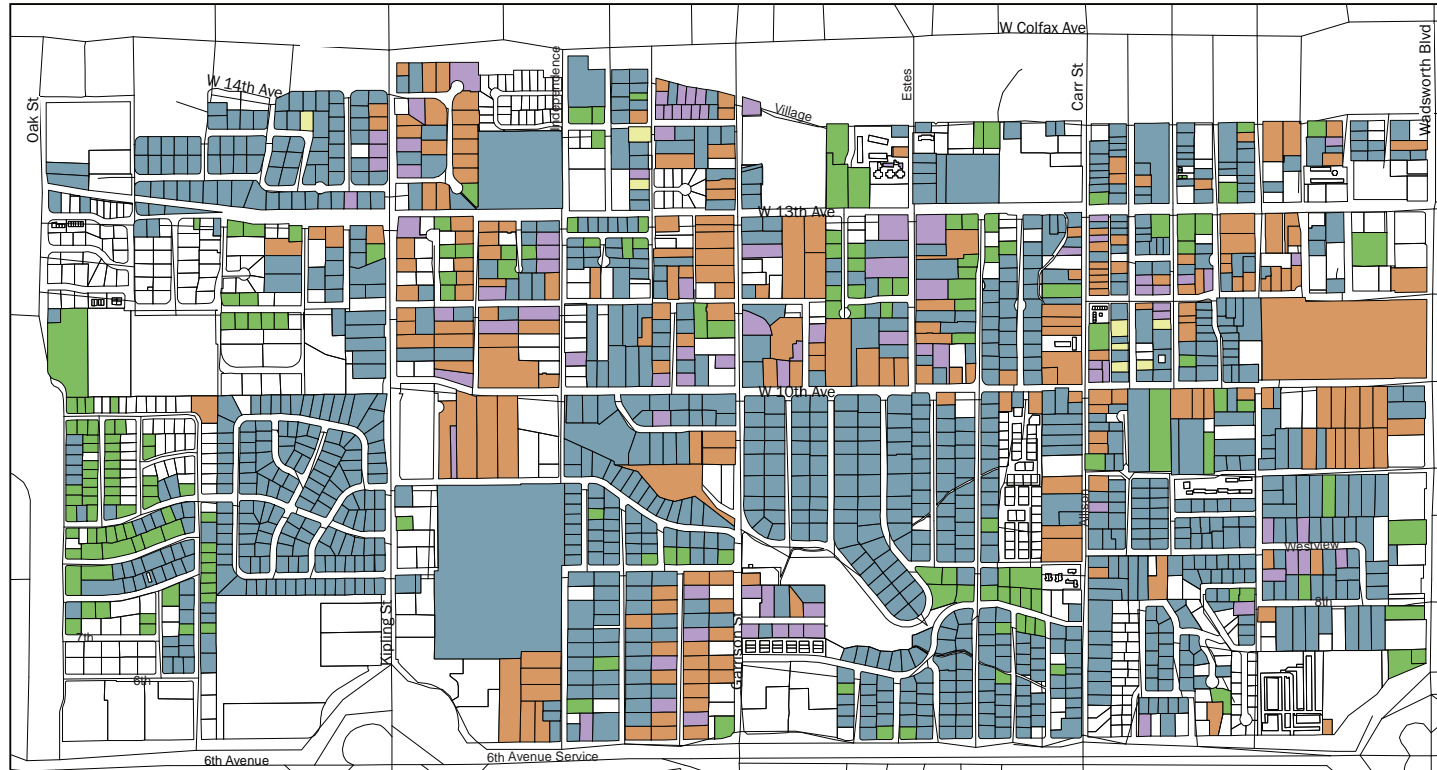 W Colfax Ave
Wadsworth Blvd
Independence
W 14th Ave
Estes
Carr St
Oak St
Village
W 13th Ave
W 10th Ave
Allison
Westview
8th
Kipling St
Garrison St
7th
6th
6th Avenue
6th Avenue Service